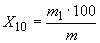 X₁₀ = m₁ · 100 / m